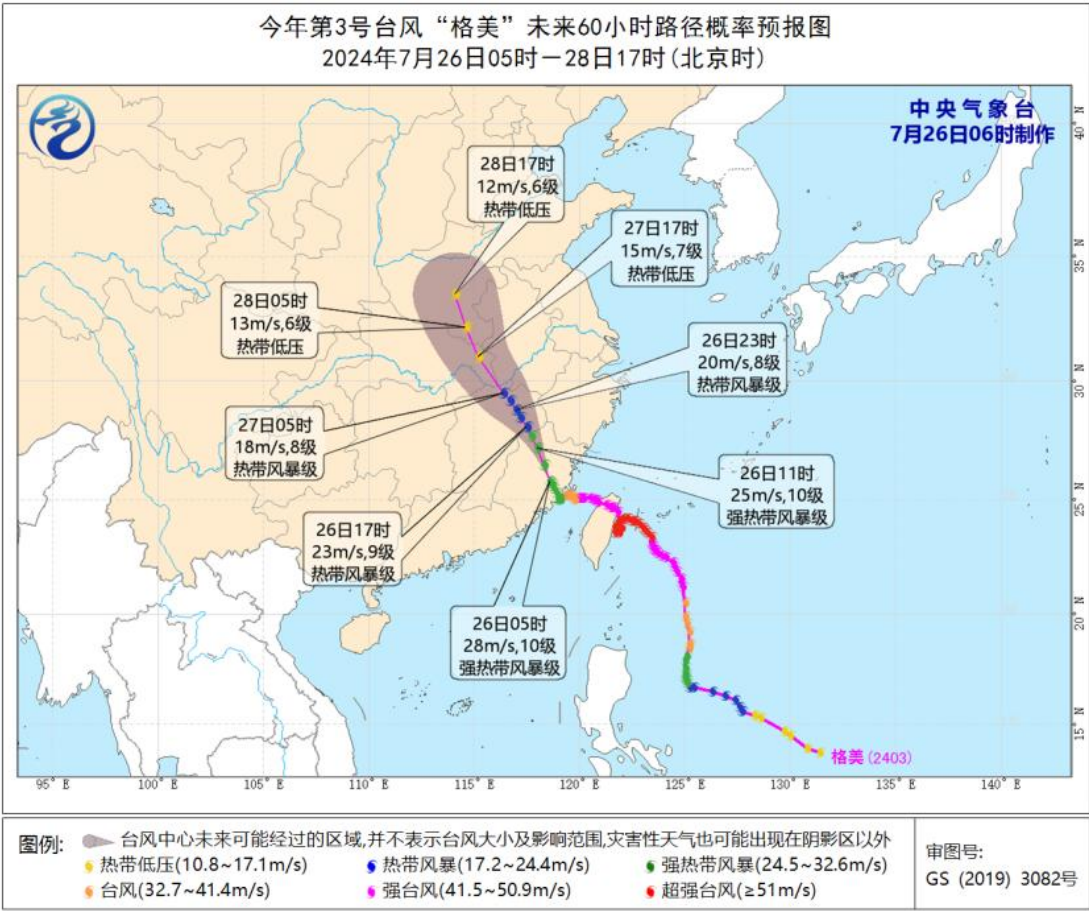 今年第3号台风“格美”未来60小时路径概率预报图
2024年7月26日05时－28日17时(北京时)
中央气象台
7月26日06时制作
40° N
28日17时
12m/s,6级
热带低压
27日17时
15m/s,7级
热带低压
35° N
28日05时
13m/s,6级
热带低压
26日23时
20m/s,8级
热带风暴级
30° N
27日05时
18m/s,8级
热带风暴级
26日11时
25m/s,10级
强热带风暴级
25° N
26日17时
23m/s,9级
热带风暴级
26日05时
28m/s,10级
强热带风暴级
20° N
15° N
格美(2403)
95° E
100° E
105° E
110° E
115° E
120° E
125° E
130° E
135° E
140° E
图例:
台风中心未来可能经过的区域,并不表示台风大小及影响范围,灾害性天气也可能出现在阴影区以外
热带低压(10.8~17.1m/s)
热带风暴(17.2~24.4m/s)
强热带风暴(24.5~32.6m/s)
台风(32.7~41.4m/s)
强台风(41.5~50.9m/s)
超强台风(≥51m/s)
审图号:
GS (2019) 3082号